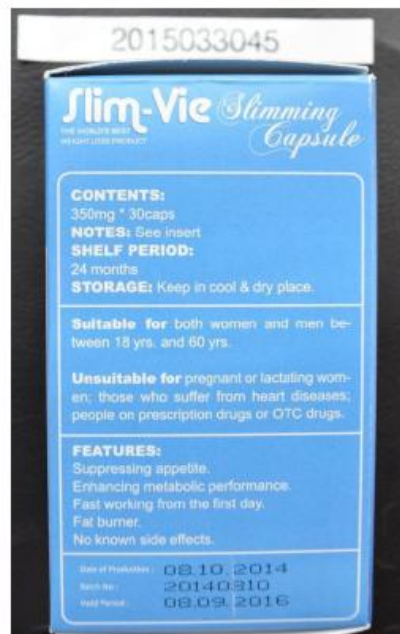 2015033045
Slim-Vie Slimming
Capsule
THE WORLD'S BEST
WEIGHT LOSS PRODUCT
CONTENTS:
350mg * 30caps
NOTES: See insert
SHELF PERIOD:
24 months
STORAGE: Keep in cool & dry place.
Suitable for both women and men be-
tween 18 yrs. and 60 yrs.
Unsuitable for pregnant or lactating wom-
en; those who suffer from heart diseases;
people on prescription drugs or OTC drugs.
FEATURES:
Suppressing appetite.
Enhancing metabolic performance.
Fast working from the first day.
Fat burner.
No known side effects.
Date of Production: 08.10.2014
Batch No.: 20140810
Valid Period: 08.09.2016